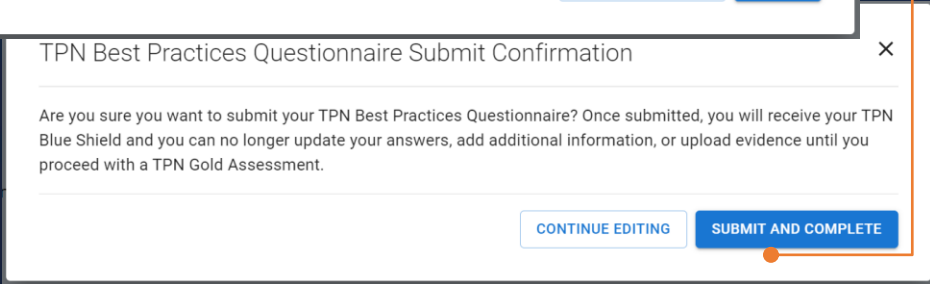 TPN Best Practices Questionnaire Submit Confirmation
Are you sure you want to submit your TPN Best Practices Questionnaire? Once submitted, you will receive your TPN
Blue Shield and you can no longer update your answers, add additional information, or upload evidence until you
proceed with a TPN Gold Assessment.
CONTINUE EDITING
SUBMIT AND COMPLETE